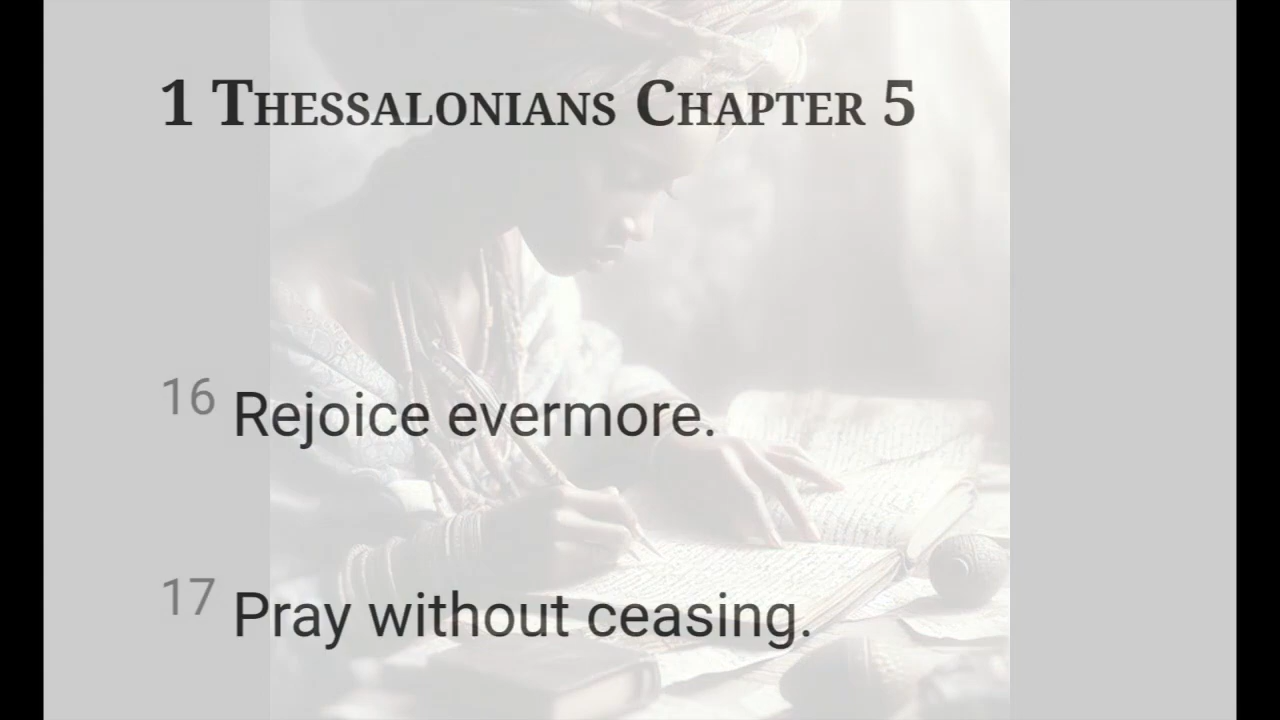 1 Thessalonians Chapter 5
16 Rejoice evermore.
17 Pray without ceasing.